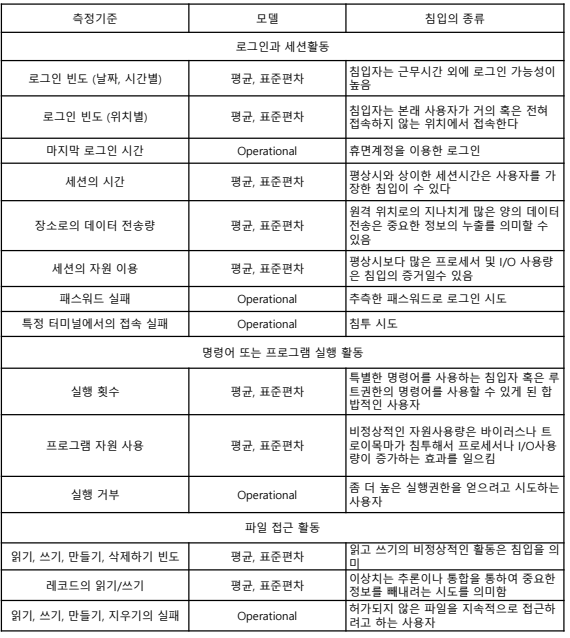 측정기준 모델 침입의 종류
로그인과 세션활동
로그인 빈도 (날짜, 시간별) 평균, 표준편차 침입자는 근무시간 외에 로그인 가능성이
높음
로그인 빈도 (위치별) 평균, 표준편차 침입자는 본래 사용자가 거의 혹은 전혀
접속하지 않는 위치에서 접속한다
마지막 로그인 시간 Operational 휴면계정을 이용한 로그인
세션의 시간 평균, 표준편차 평상시와 상이한 세션시간은 사용자를 가
장한 침입이 수 있다
장소로의 데이터 전송량 평균, 표준편차 원격 위치로의 지나치게 많은 양의 데이터
전송은 중요한 정보의 누출를 의미할 수
있음
세션의 자원 이용 평균, 표준편차 평상시보다 많은 프로세서 및 I/O 사용량
은 침입의 증거일수 있음
패스워드 실패 Operational 추측한 패스워드로 로그인 시도
특정 터미널에서의 접속 실패 Operational 침투 시도
명령어 또는 프로그램 실행 활동
실행 횟수 평균, 표준편차 특별한 명령어를 사용하는 침입자 혹은 루
트권한의 명령어를 사용할 수 있게 된 합
법적인 사용자
프로그램 자원 사용 평균, 표준편차 비정상적인 자원사용량은 바이러스나 트
로이목마가 침투해서 프로세서나 I/O사용
량이 증가하는 효과를 일으킴
실행 거부 Operational 좀 더 높은 실행권한을 얻으려고 시도하는
사용자
파일 접근 활동
읽기, 쓰기, 만들기, 삭제하기 빈도 평균, 표준편차 읽고 쓰기의 비정상적인 활동은 침입을 의
미
레코드의 읽기/쓰기 평균, 표준편차 이상치는 추론이나 통합을 통하여 중요한
정보를 빼내려는 시도를 의미함
읽기, 쓰기, 만들기, 지우기의 실패 Operational 허가되지 않은 파일을 지속적으로 접근하
려고 하는 사용자